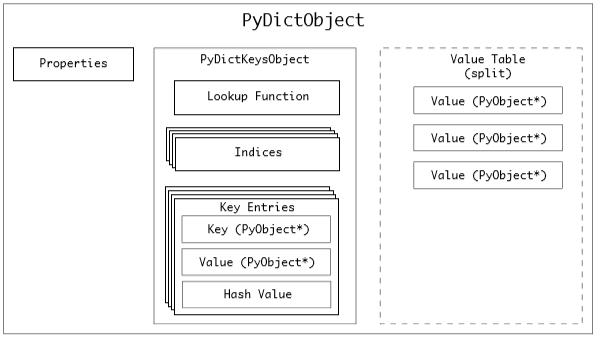 PyDictObject
Properties
PyDictKeysObject
Lookup Function
Indices
Key Entries
Key (PyObject*)
Value (PyObject*)
Hash Value
Value Table
(split)
Value (PyObject*)
Value (PyObject*)
Value (PyObject*)